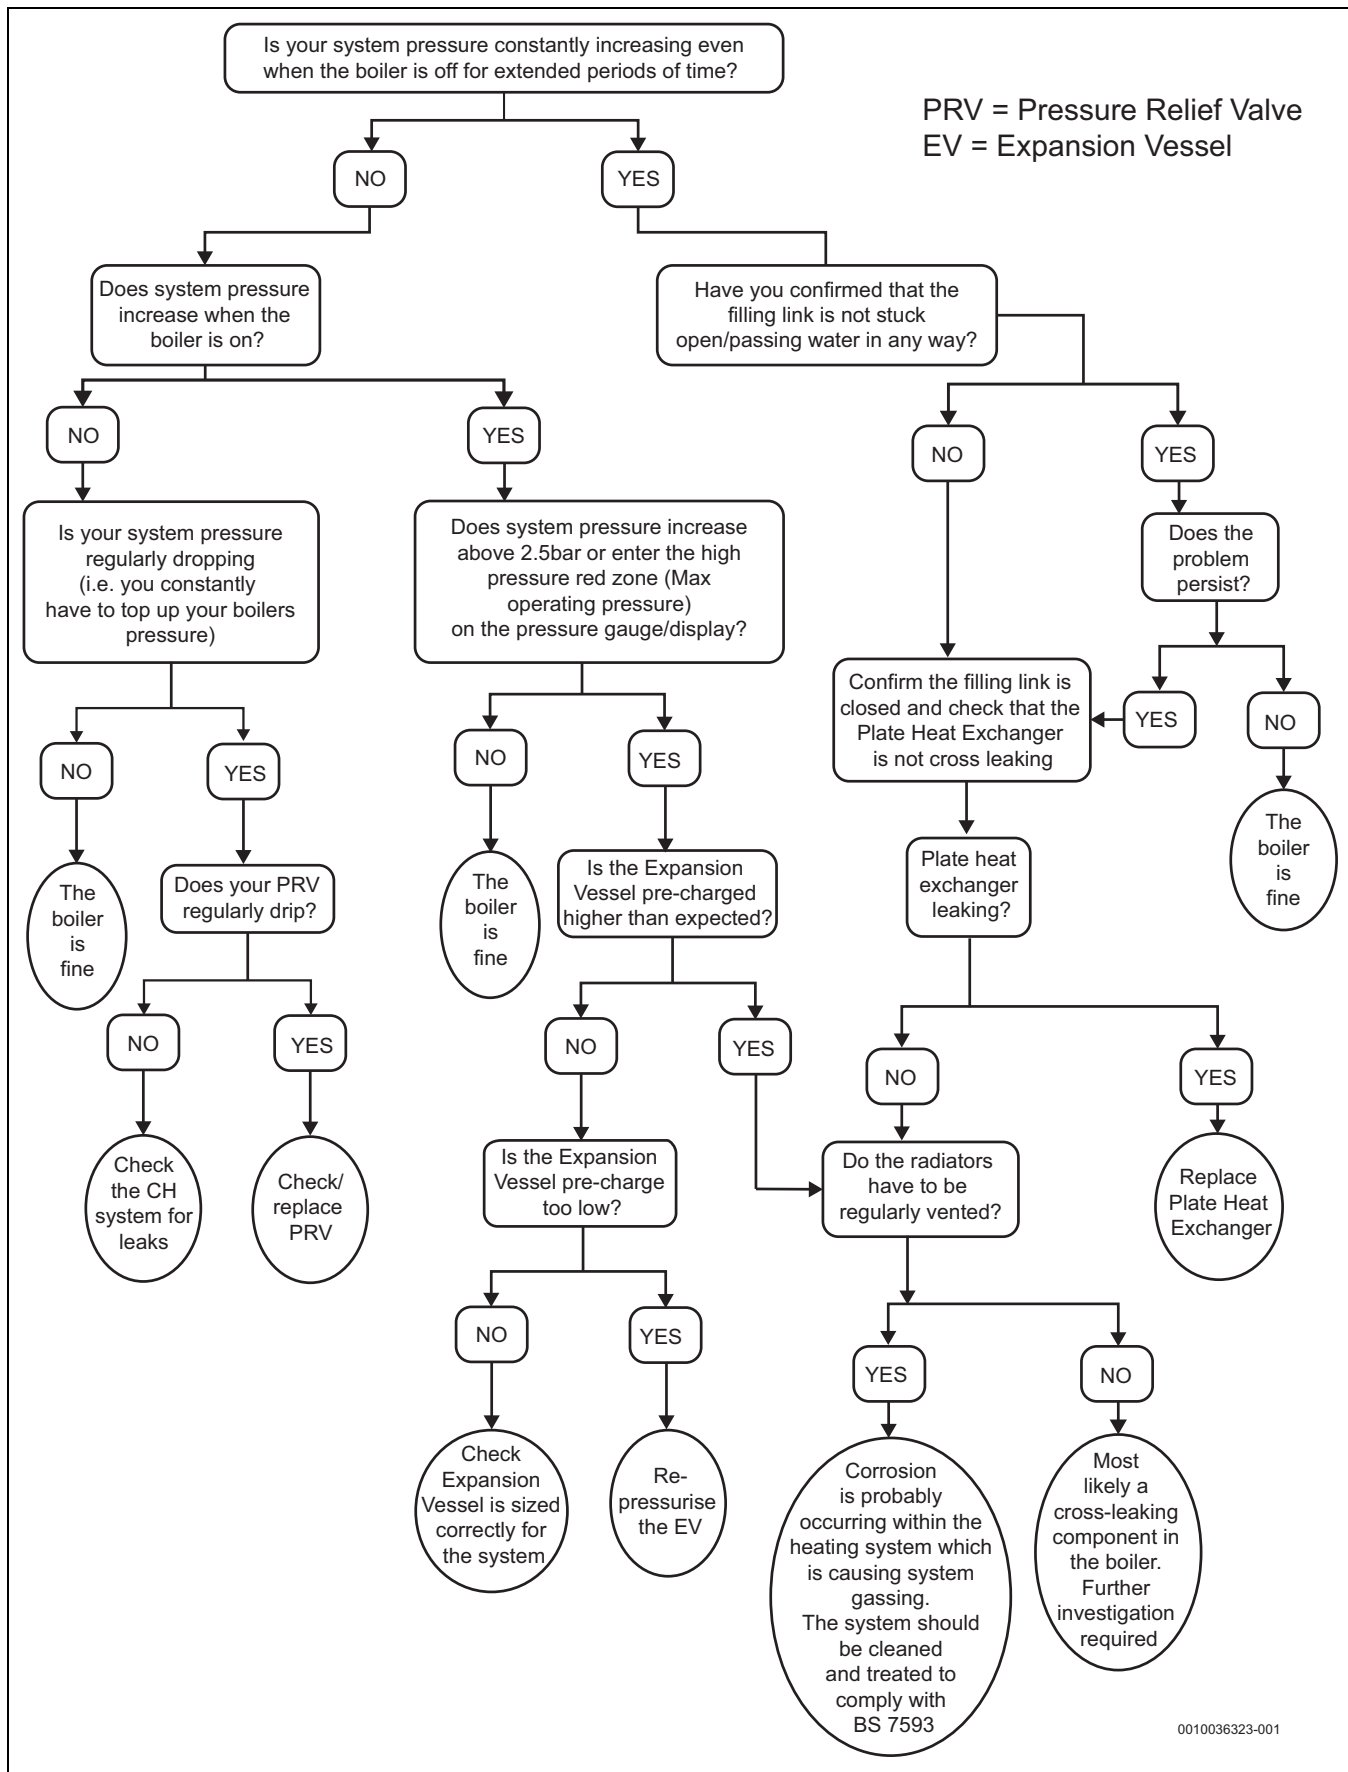 Is your system pressure constantly increasing even
when the boiler is off for extended periods of time?
PRV = Pressure Relief Valve
EV = Expansion Vessel
NO
YES
Does system pressure
increase when the
boiler is on?
Have you confirmed that the
filling link is not stuck
open/passing water in any way?
NO
YES
NO
YES
Is your system pressure
regularly dropping
(i.e. you constantly
have to top up your boilers
pressure)
Does system pressure increase
above 2.5bar or enter the high
pressure red zone (Max
operating pressure)
on the pressure gauge/display?
Does the
problem
persist?
Confirm the filling link is
closed and check that the
Plate Heat Exchanger
is not cross leaking
YES
NO
NO
YES
NO
YES
The
boiler
is
fine
Does your PRV
regularly drip?
The
boiler
is
fine
Is the Expansion
Vessel pre-charged
higher than expected?
Plate heat
exchanger
leaking?
The
boiler
is
fine
NO
YES
NO
YES
NO
YES
Check
the CH
system for
leaks
Check/
replace
PRV
Is the Expansion
Vessel pre-charge
too low?
Do the radiators
have to be
regularly vented?
Replace
Plate Heat
Exchanger
NO
YES
YES
NO
Check
Expansion
Vessel is sized
correctly for
the system
Re-
pressurise
the EV
Corrosion
is probably
occurring within the
heating system which
is causing system
gassing.
The system should
be cleaned
and treated to
comply with
BS 7593
Most
likely a
cross-leaking
component in
the boiler.
Further
investigation
required
0010036323-001